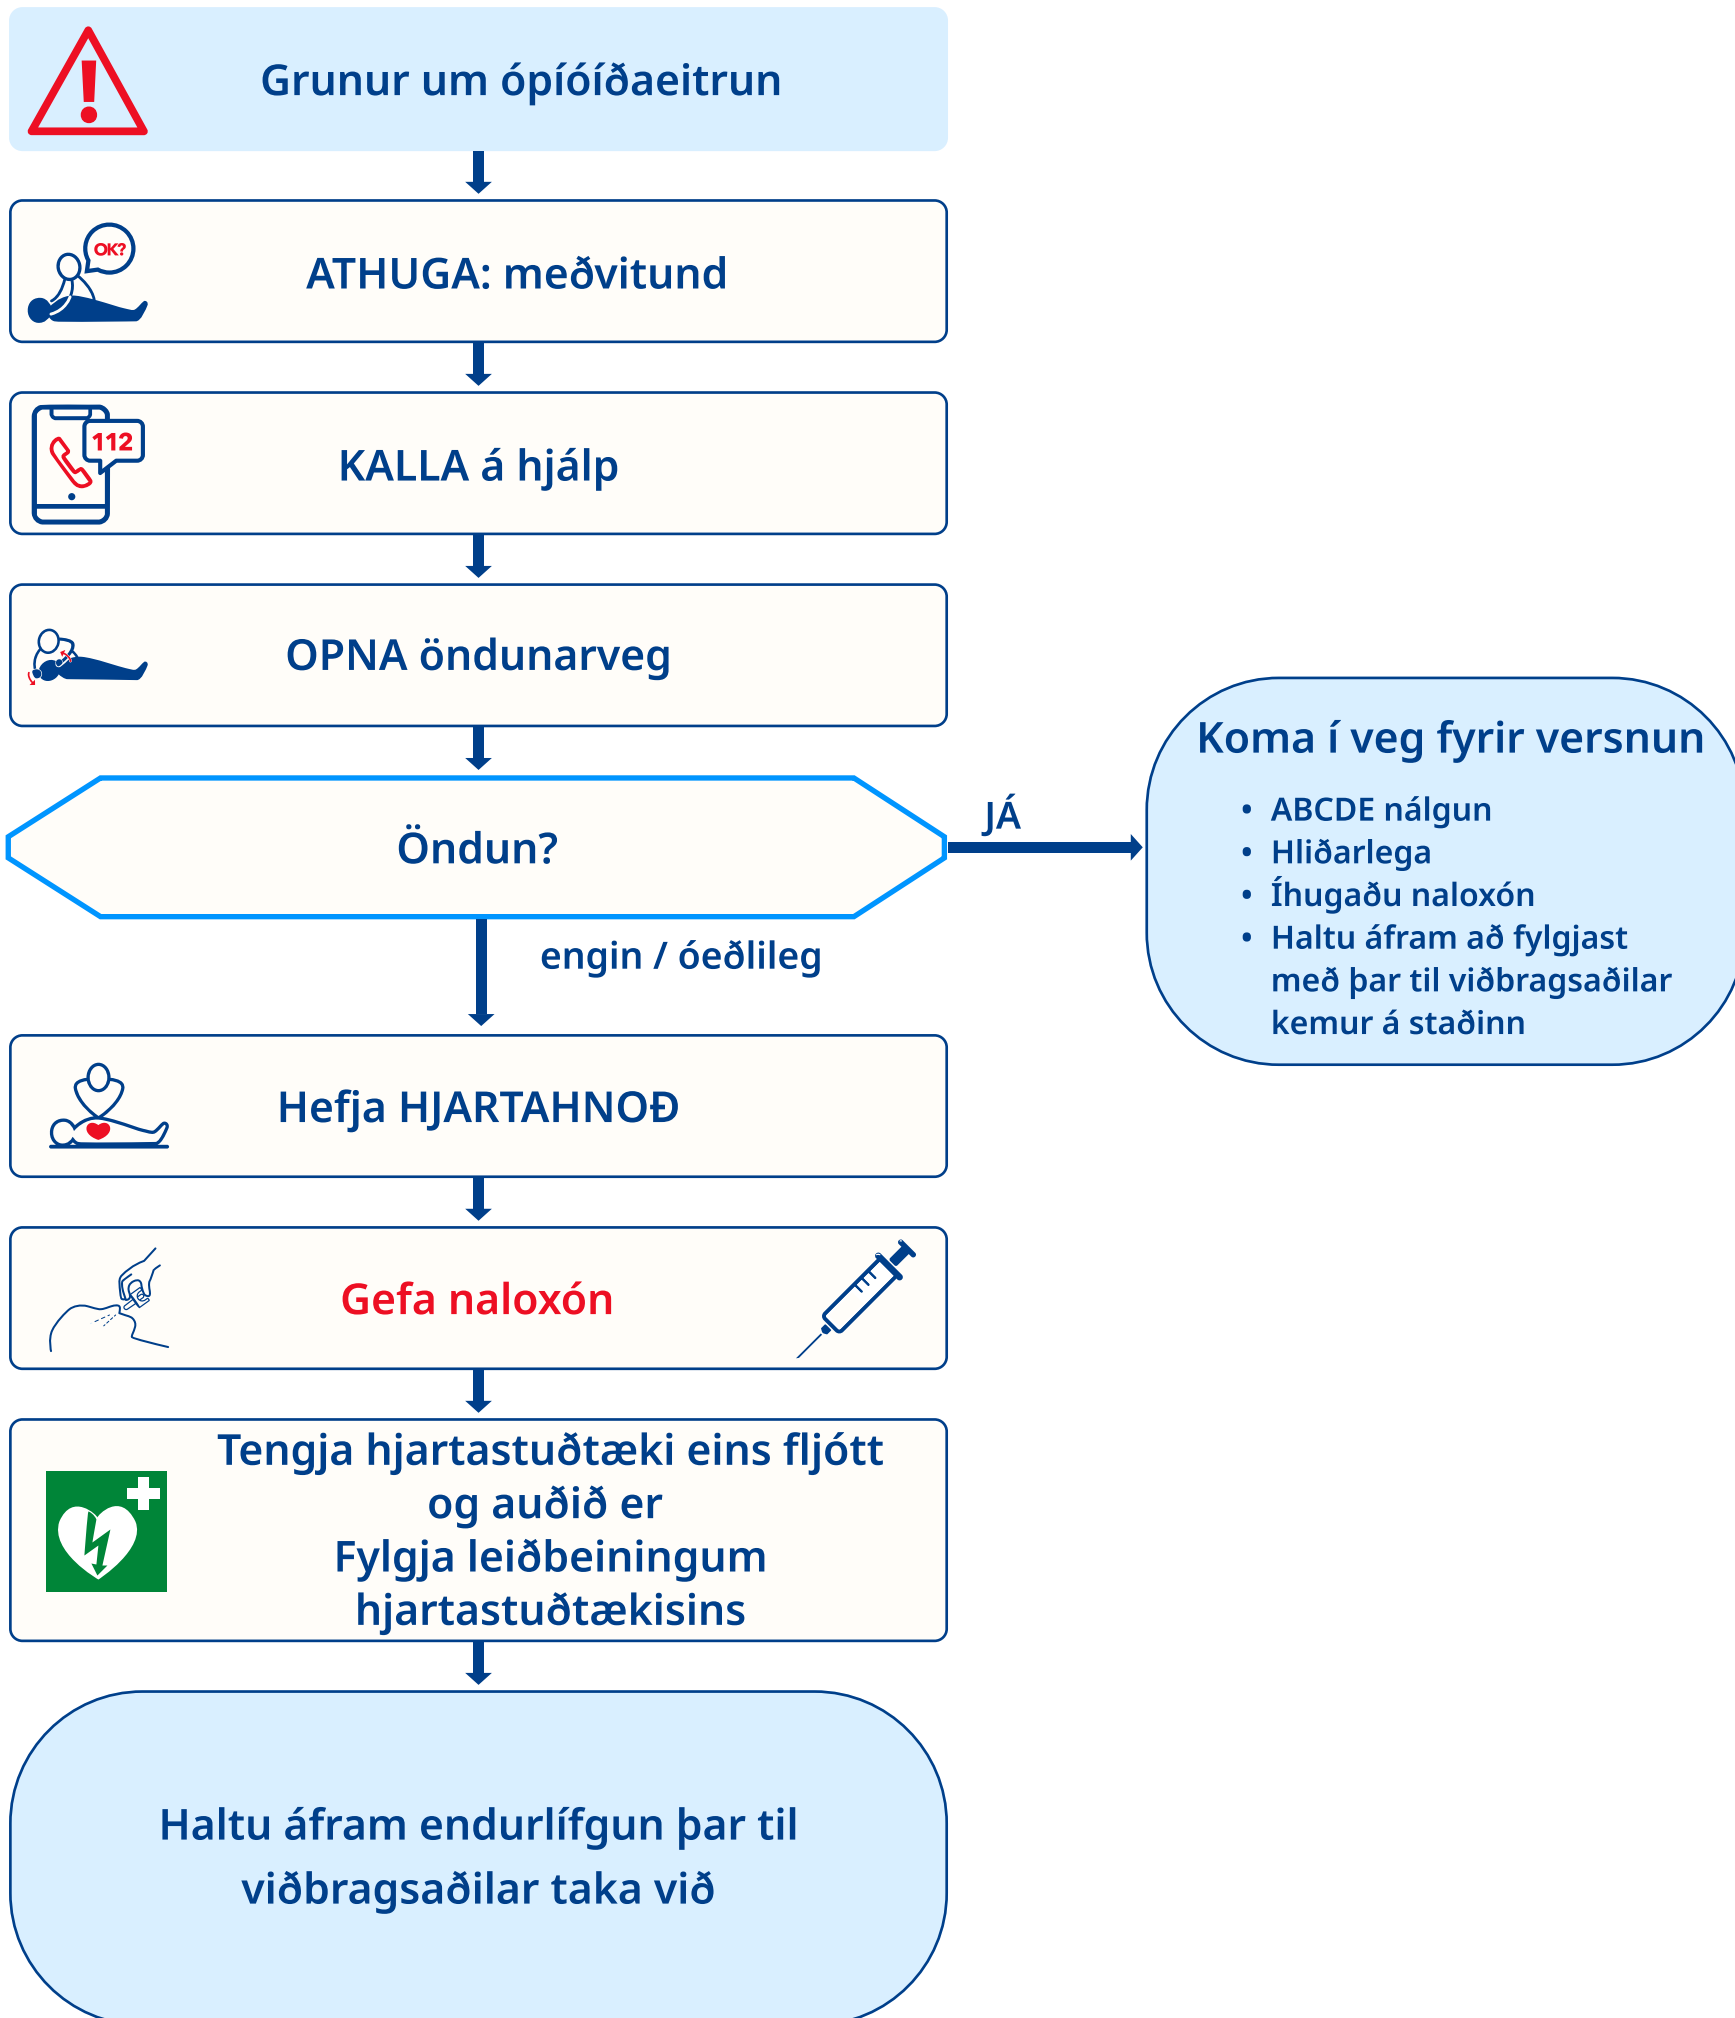 Grunur um ópíóíðaeitrun
OK?
ATHUGA: meðvitund
112
KALLA á hjálp
OPNA öndunarveg
Öndun?
JÁ
Koma í veg fyrir versnun
• ABCDE nálgun
• Hliðarlega
• Íhugaðu naloxón
• Haltu áfram að fylgjast
með þar til viðbragsaðilar
kemur á staðinn
engin / óeðlileg
Hefja HJARTAHNOÐ
Gefa naloxón
Tengja hjartastuðtæki eins fljótt
og auðið er
Fylgja leiðbeiningum
hjartastuðtækisins
Haltu áfram endurlífgun þar til
viðbragsaðilar taka við